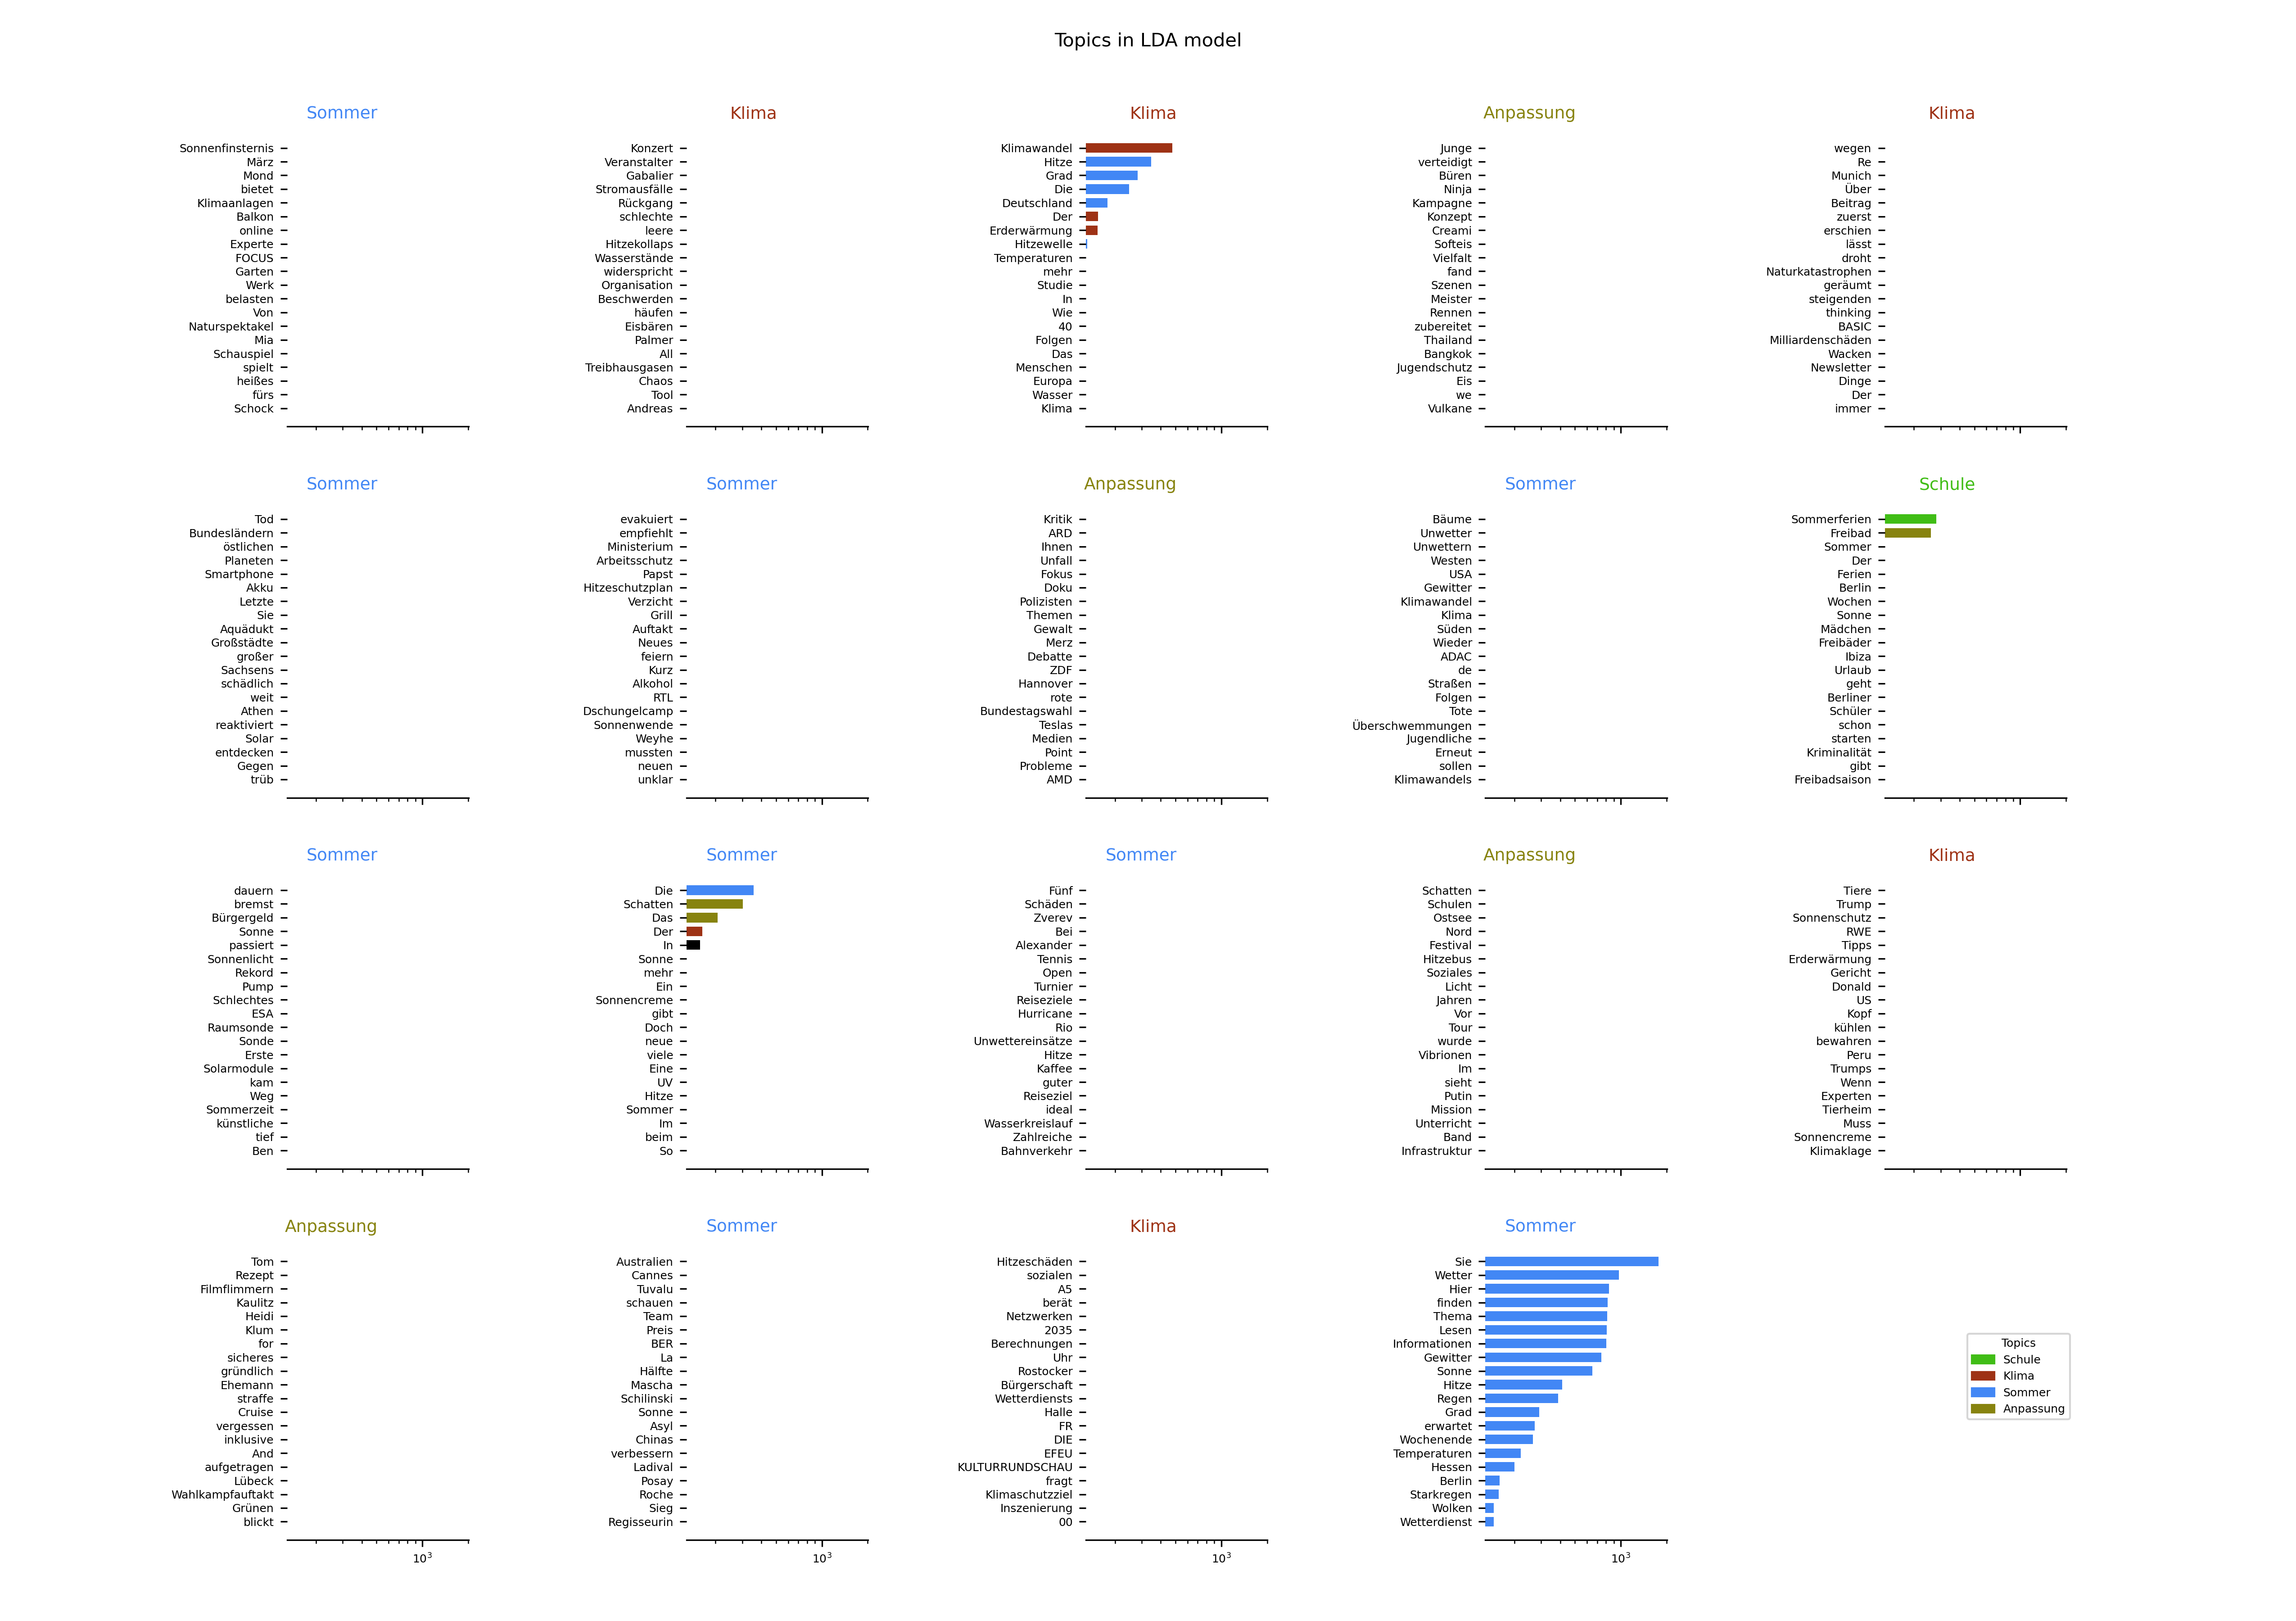 Topics in LDA model
Sommer
Sonnenfinsternis
März
Mond
bietet
Klimaanlagen
Balkon
online
Experte
FOCUS
Garten
Werk
belasten
Von
Naturspektakel
Mia
Schauspiel
spielt
heißes
fürs
Schock
Klima
Konzert
Veranstalter
Gabalier
Stromausfälle
Rückgang
schlechte
leere
Hitzekollaps
Wasserstände
widerspricht
Organisation
Beschwerden
häufen
Eisbären
Palmer
All
Treibhausgasen
Chaos
Tool
Andreas
Klima
Klimawandel
Hitze
Grad
Die
Deutschland
Der
Erderwärmung
Hitzewelle
Temperaturen
mehr
Studie
In
Wie
40
Folgen
Das
Menschen
Europa
Wasser
Klima
Anpassung
Junge
verteidigt
Büren
Ninja
Kampagne
Konzept
Creami
Softeis
Vielfalt
fand
Szenen
Meister
Rennen
zubereitet
Thailand
Bangkok
Jugendschutz
Eis
we
Vulkane
Klima
wegen
Re
Munich
Über
Beitrag
zuerst
erschien
lässt
droht
Naturkatastrophen
geräumt
steigenden
thinking
BASIC
Milliardenschäden
Wacken
Newsletter
Dinge
Der
immer
Sommer
Tod
Bundesländern
östlichen
Planeten
Smartphone
Akku
Letzte
Sie
Aquädukt
Großstädte
großer
Sachsens
schädlich
weit
Athen
reaktiviert
Solar
entdecken
Gegen
trüb
Sommer
evakuiert
empfiehlt
Ministerium
Arbeitsschutz
Papst
Hitzeschutzplan
Verzicht
Grill
Auftakt
Neues
feiern
Kurz
Alkohol
RTL
Dschungelcamp
Sonnenwende
Weyhe
mussten
neuen
unklar
Anpassung
Kritik
ARD
Ihnen
Unfall
Fokus
Doku
Polizisten
Themen
Gewalt
Merz
Debatte
ZDF
Hannover
rote
Bundestagswahl
Teslas
Medien
Point
Probleme
AMD
Sommer
Bäume
Unwetter
Unwettern
Westen
USA
Gewitter
Klimawandel
Klima
Süden
Wieder
ADAC
de
Straßen
Folgen
Tote
Überschwemmungen
Jugendliche
Erneut
sollen
Klimawandels
Schule
Sommerferien
Freibad
Sommer
Der
Ferien
Berlin
Wochen
Sonne
Mädchen
Freibäder
Ibiza
Urlaub
geht
Berliner
Schüler
schon
starten
Kriminalität
gibt
Freibadsaison
Sommer
dauern
bremst
Bürgergeld
Sonne
passiert
Sonnenlicht
Rekord
Pump
Schlechtes
ESA
Raumsonde
Sonde
Erste
Solarmodule
kam
Weg
Sommerzeit
künstliche
tief
Ben
Sommer
Die
Schatten
Das
Der
In
Sonne
mehr
Ein
Sonnencreme
gibt
Doch
neue
viele
Eine
UV
Hitze
Sommer
Im
beim
So
Sommer
Fünf
Schäden
Zverev
Bei
Alexander
Tennis
Open
Turnier
Reiseziele
Hurricane
Rio
Unwettereinsätze
Hitze
Kaffee
guter
Reiseziel
ideal
Wasserkreislauf
Zahlreiche
Bahnverkehr
Anpassung
Schatten
Schulen
Ostsee
Nord
Festival
Hitzebus
Soziales
Licht
Jahren
Vor
Tour
wurde
Vibrionen
Im
sieht
Putin
Mission
Unterricht
Band
Infrastruktur
Klima
Tiere
Trump
Sonnenschutz
RWE
Tipps
Erderwärmung
Gericht
Donald
US
Kopf
kühlen
bewahren
Peru
Trumps
Wenn
Experten
Tierheim
Muss
Sonnencreme
Klimaklage
Anpassung
Tom
Rezept
Filmflimmern
Kaulitz
Heidi
Klum
for
sicheres
gründlich
Ehemann
straffe
Cruise
vergessen
inklusive
And
aufgetragen
Lübeck
Wahlkampfauftakt
Grünen
blickt
10³
Sommer
Australien
Cannes
Tuvalu
schauen
Team
Preis
BER
La
Hälfte
Mascha
Schilinski
Sonne
Asyl
Chinas
verbessern
Ladival
Posay
Roche
Sieg
Regisseurin
10³
Klima
Hitzeschäden
sozialen
A5
berät
Netzwerken
2035
Berechnungen
Uhr
Rostocker
Bürgerschaft
Wetterdiensts
Halle
FR
DIE
EFEU
KULTURRUNDSCHAU
fragt
Klimaschutzziel
Inszenierung
00
10³
Sommer
Sie
Wetter
Hier
finden
Thema
Lesen
Informationen
Gewitter
Sonne
Hitze
Regen
Grad
erwartet
Wochenende
Temperaturen
Hessen
Berlin
Starkregen
Wolken
Wetterdienst
10³
Topics
Schule
Klima
Sommer
Anpassung